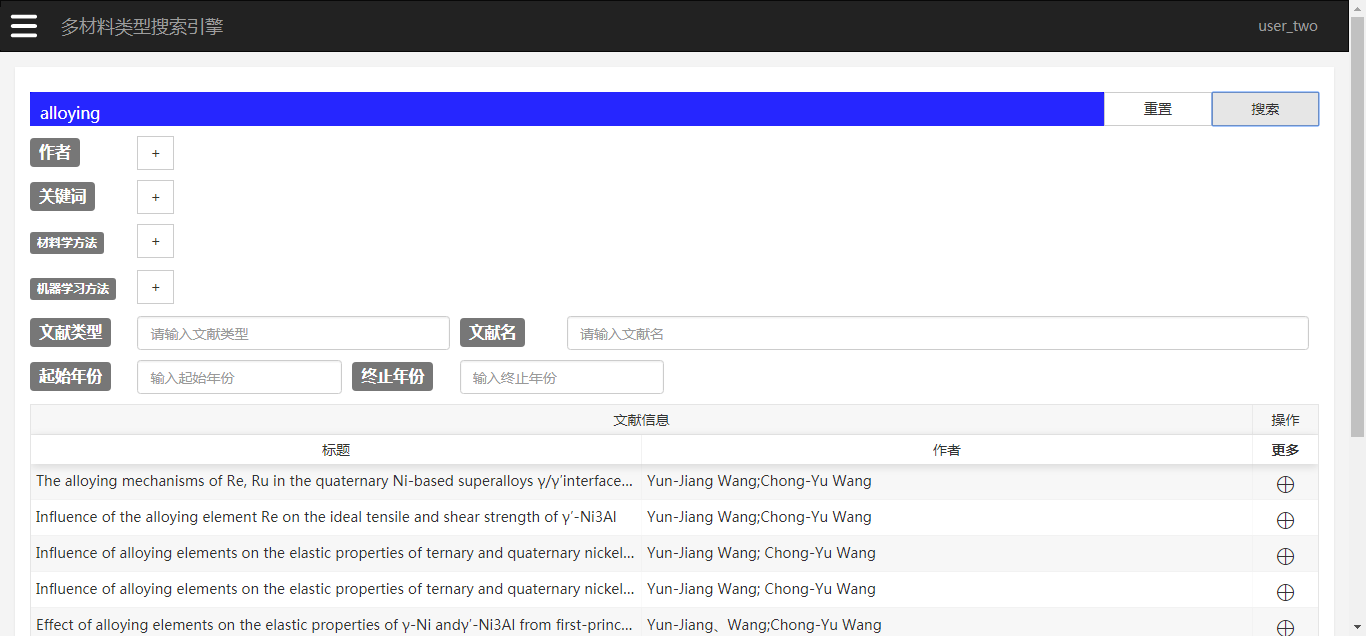 多材料类型搜索引擎 user_two
alloying 重置 搜索
作者 +
关键词 +
材料学方法 +
机器学习方法 +
文献类型 请输入文献类型 文献名 请输入文献名
起始年份 输入起始年份 终止年份 输入终止年份
文献信息 操作
标题 作者 更多
The alloying mechanisms of Re, Ru in the quaternary Ni-based superalloys γ/γ′interface... Yun-Jiang Wang;Chong-Yu Wang
Influence of the alloying element Re on the ideal tensile and shear strength of γ′-Ni3Al Yun-Jiang Wang;Chong-Yu Wang
Influence of alloying elements on the elastic properties of ternary and quaternary nickel... Yun-Jiang Wang; Chong-Yu Wang
Influence of alloying elements on the elastic properties of ternary and quaternary nickel... Yun-Jiang Wang; Chong-Yu Wang
Effect of alloying elements on the elastic properties of γ-Ni andγ′-Ni3Al from first-princ... Yun-Jiang、Wang;Chong-Yu Wang